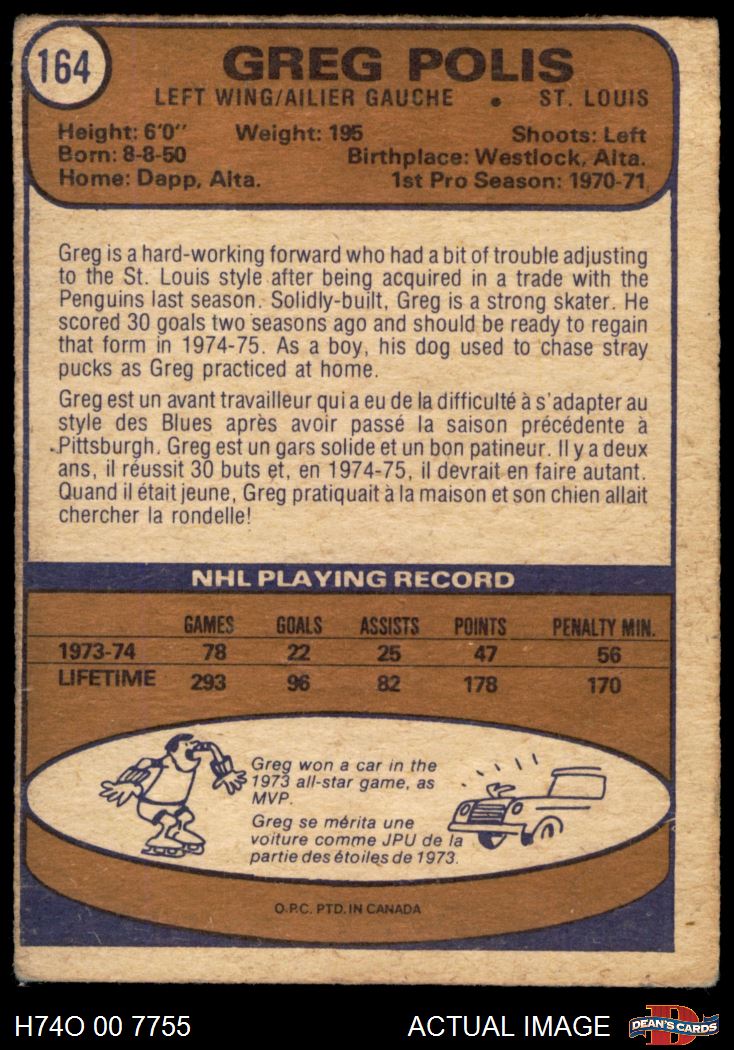 164
GREG POLIS
LEFT WING/AILIER GAUCHE • ST. LOUIS
Height: 6'0" Weight: 195 Shoots: Left
Born: 8-8-50 Birthplace: Westlock, Alta.
Home: Dapp, Alta. 1st Pro Season: 1970-71
Greg is a hard-working forward who had a bit of trouble adjusting
to the St. Louis style after being acquired in a trade with the
Penguins last season. Solidly-built, Greg is a strong skater. He
scored 30 goals two seasons ago and should be ready to regain
that form in 1974-75. As a boy, his dog used to chase stray
pucks as Greg practiced at home.
Greg est un avant travailleur qui a eu de la difficulté à s'adapter au
style des Blues après avoir passé la saison précédente à
Pittsburgh. Greg est un gars solide et un bon patineur. Il y a deux
ans, il réussit 30 buts et, en 1974-75, il devrait en faire autant.
Quand il était jeune, Greg pratiquait à la maison et son chien allait
chercher la rondelle!
NHL PLAYING RECORD
GAMES GOALS ASSISTS POINTS PENALTY MIN.
1973-74 78 22 25 47 56
LIFETIME 293 96 82 178 170
Greg won a car in the
1973 all-star game, as
MVP.
Greg se mérita une
voiture comme JPU de la
partie des étoiles de 1973.
O.P.C. PTD. IN CANADA
H74O 00 7755 ACTUAL IMAGE D DEAN'S CARDS